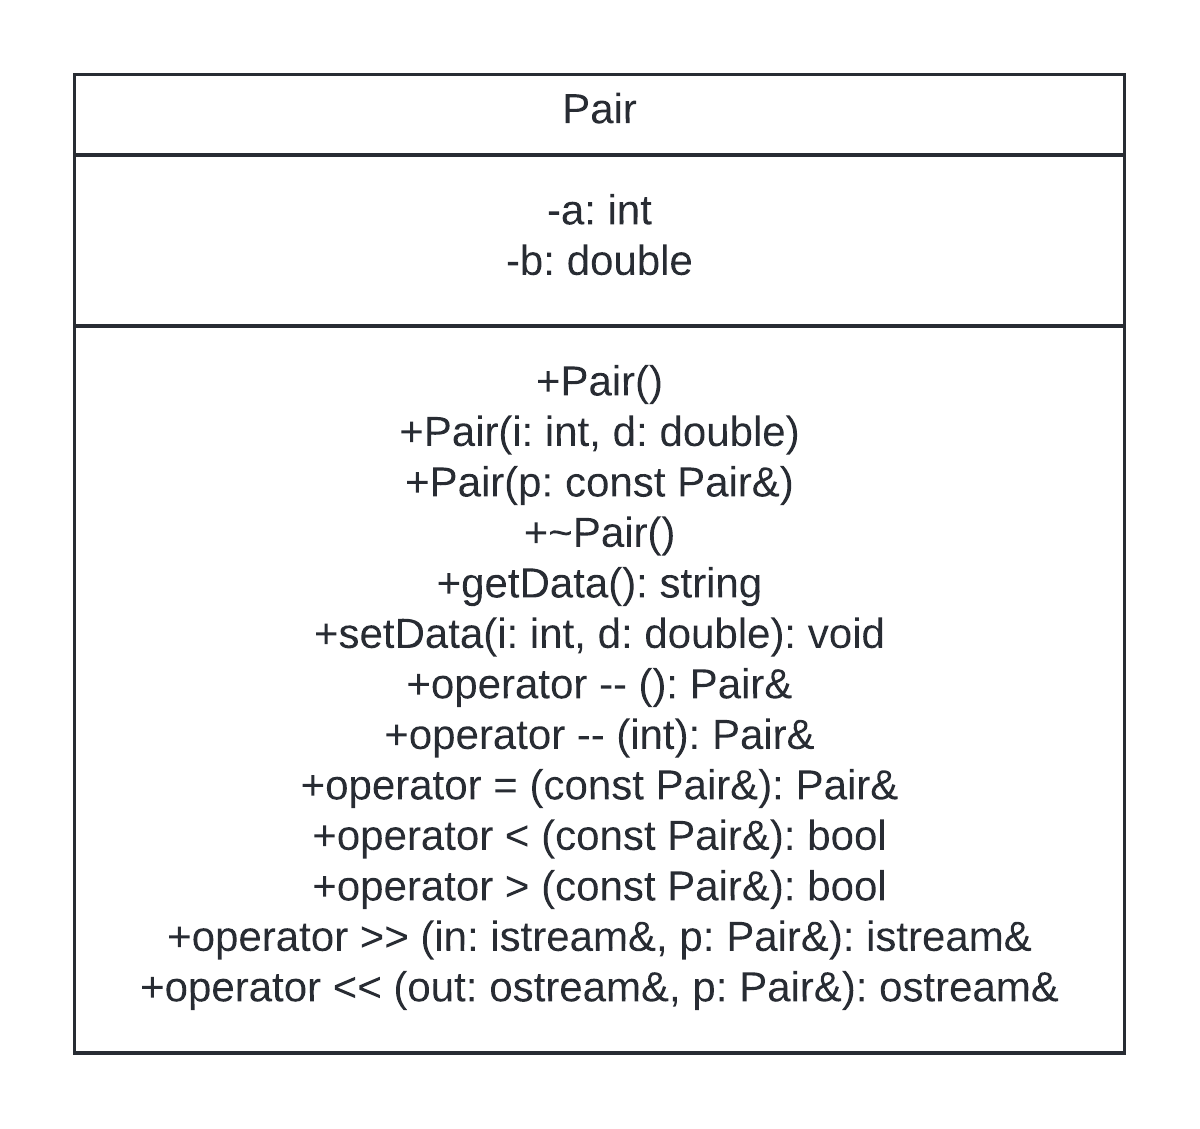 Pair
-a: int
-b: double
+Pair()
+Pair(i: int, d: double)
+Pair(p: const Pair&)
+~Pair()
+getData(): string
+setData(i: int, d: double): void
+operator -- (): Pair&
+operator -- (int): Pair&
+operator = (const Pair&): Pair&
+operator < (const Pair&): bool
+operator > (const Pair&): bool
+operator >> (in: istream&, p: Pair&): istream&
+operator << (out: ostream&, p: Pair&): ostream&